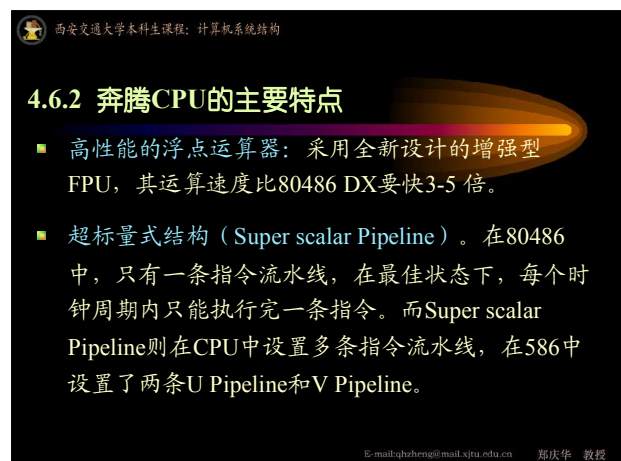 西安交通大学本科生课程：计算机系统结构
4.6.2 奔腾CPU的主要特点
高性能的浮点运算器：采用全新设计的增强型
FPU，其运算速度比80486 DX要快3-5 倍。
超标量式结构（Super scalar Pipeline）。在80486
中，只有一条指令流水线，在最佳状态下，每个时
钟周期内只能执行完一条指令。而Super scalar
Pipeline则在CPU中设置多条指令流水线，在586中
设置了两条U Pipeline和V Pipeline。
E-mail:qhzheng@mail.xjtu.edu.cn 郑庆华 教授